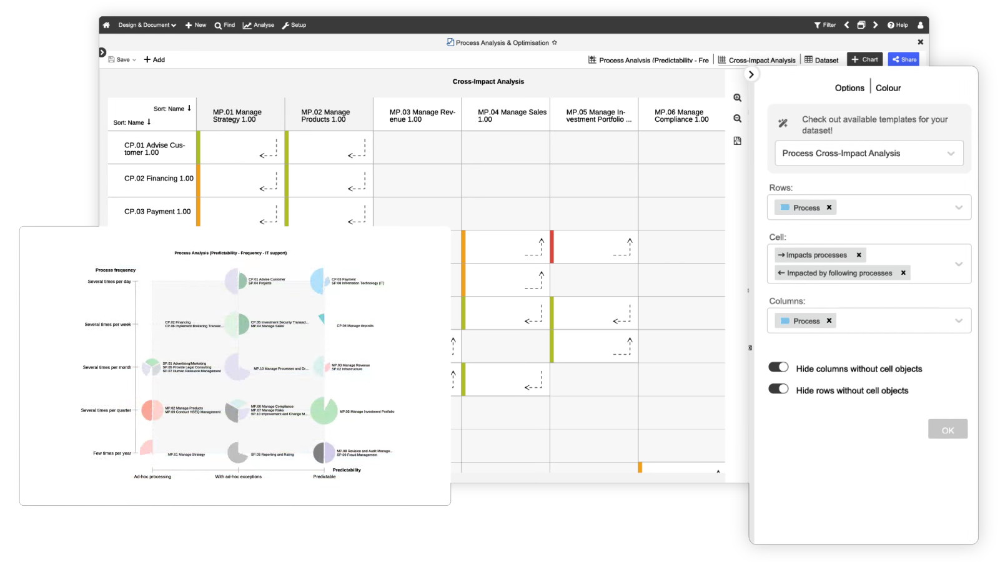 Design & Document
New
Find
Analyse
Setup
Filter
Help
Process Analysis & Optimisation
Save
Add
Process Analysis (Predictability - Fre
Cross-Impact Analysis
Dataset
Chart
Share
Cross-Impact Analysis
Sort: Name
Sort: Name
MP.01 Manage
Strategy 1.00
MP.02 Manage
Products 1.00
MP.03 Manage Rev-
enue 1.00
MP.04 Manage Sales
1.00
MP.05 Manage In-
vestment Portfolio ...
MP.06 Manage
Compliance 1.00
CP.01 Advise Cus-
tomer 1.00
CP.02 Financing 1.00
CP.03 Payment 1.00
Process Analysis (Predictability - Frequency - IT support)
Process frequency
Several times per day
CP.01 Advise Customer
SP.04 Projects
CP.03 Payment
SP.08 Information Technology (IT)
Several times per week
CP.02 Financing
CP.06 Implement Brokering Transac...
CP.05 Investment Security Transact...
MP.04 Manage Sales
CP.04 Manage deposits
Several times per month
SP.01 Advertising/Marketing
SP.05 Provide Legal Consulting
SP.07 Human Resource Management
MP.10 Manage Processes and Or...
MP.03 Manage Revenue
SP.02 Infrastructure
Several times per quarter
MP.02 Manage Products
MP.09 Conduct HSEQ Management
MP.06 Manage Compliance
MP.07 Manage Risks
SP.10 Improvement and Change M...
MP.05 Manage Investment Portfolio
Few times per year
MP.01 Manage Strategy
SP.03 Reporting and Rating
MP.08 Revision and Audit Manage...
SP.09 Fraud Management
Predictability
Ad-hoc processing
With ad-hoc exceptions
Predictable
Options
Colour
Check out available templates for your
dataset!
Process Cross-Impact Analysis
Rows:
Process
Cell:
Impacts processes
Impacted by following processes
Columns:
Process
Hide columns without cell objects
Hide rows without cell objects
OK